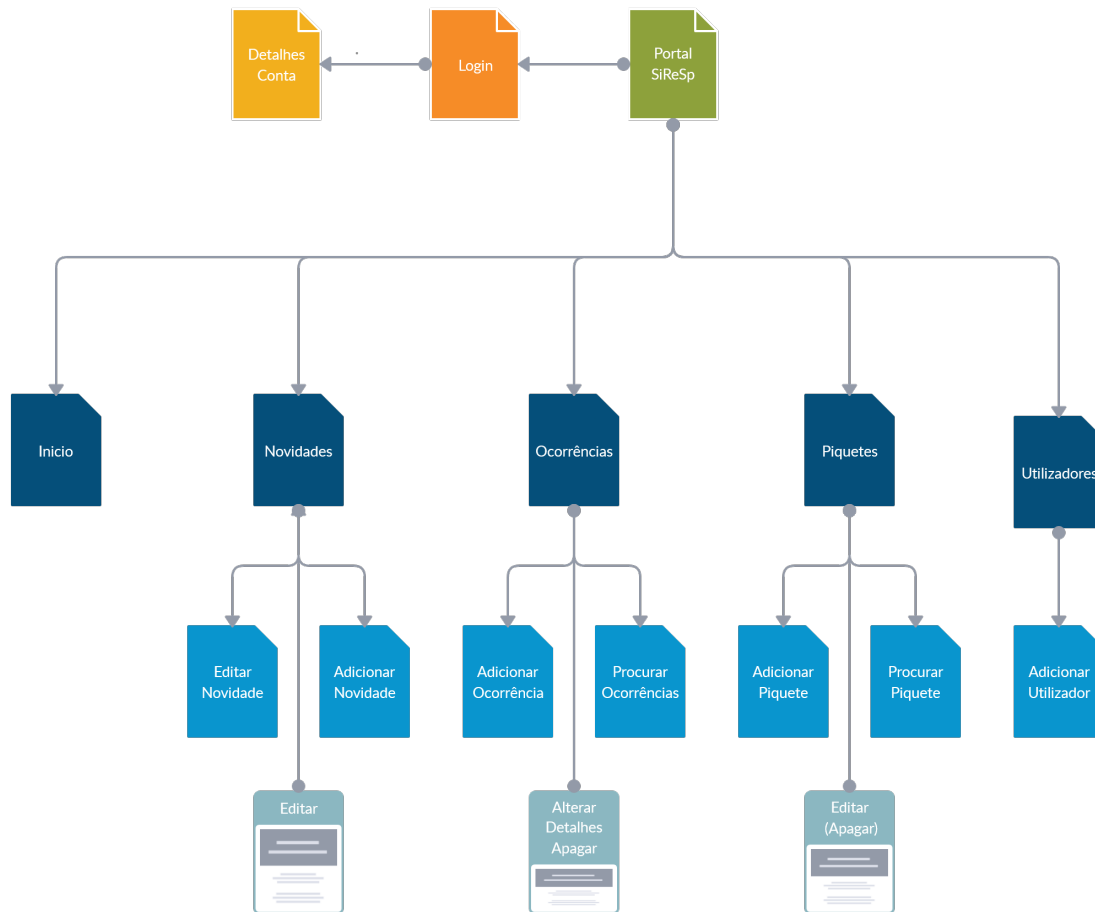 Detalhes
Conta
Login
Portal
SiReSp
Inicio
Novidades
Ocorrências
Piquetes
Utilizadores
Editar
Novidade
Adicionar
Novidade
Adicionar
Ocorrência
Procurar
Ocorrências
Adicionar
Piquete
Procurar
Piquete
Adicionar
Utilizador
Editar
Alterar
Detalhes
Apagar
Editar
(Apagar)